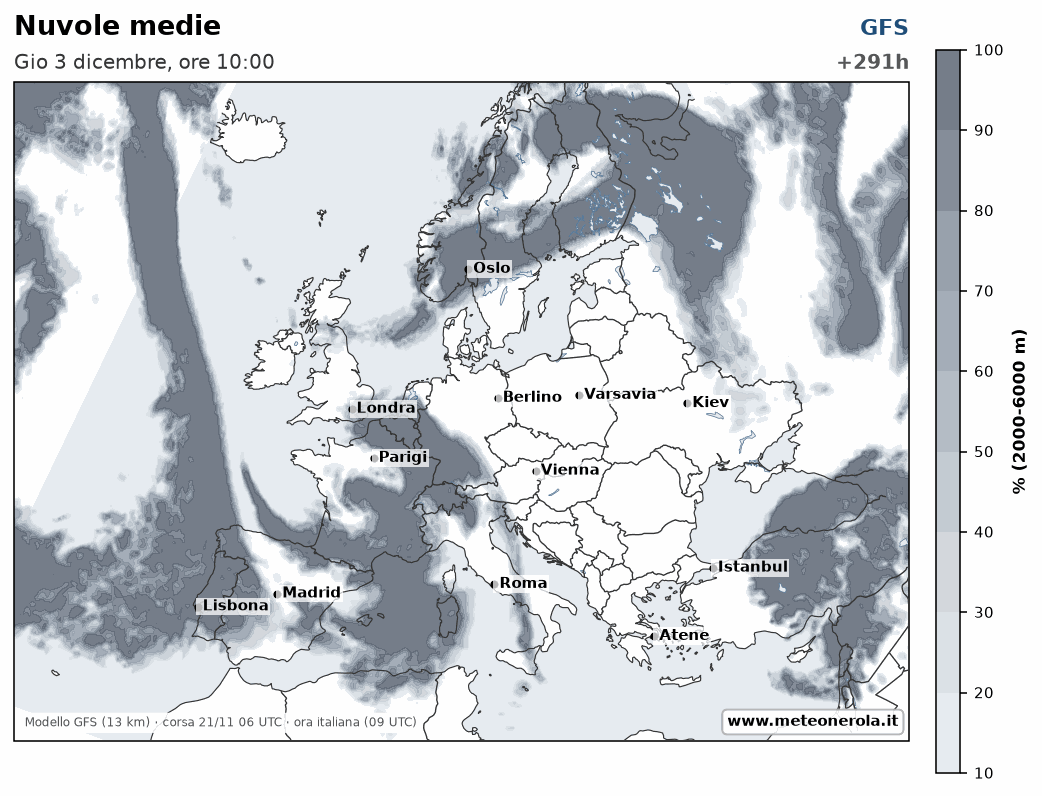 Nuvole medie
GFS
Gio 3 dicembre, ore 10:00
+291h
Oslo
Londra
Berlino
Varsavia
Kiev
Parigi
Vienna
Istanbul
Roma
Madrid
Lisbona
Atene
Modello GFS (13 km) · corsa 21/11 06 UTC · ora italiana (09 UTC)
www.meteonerola.it
100
90
80
70
60
50
40
30
20
10
% (2000-6000 m)